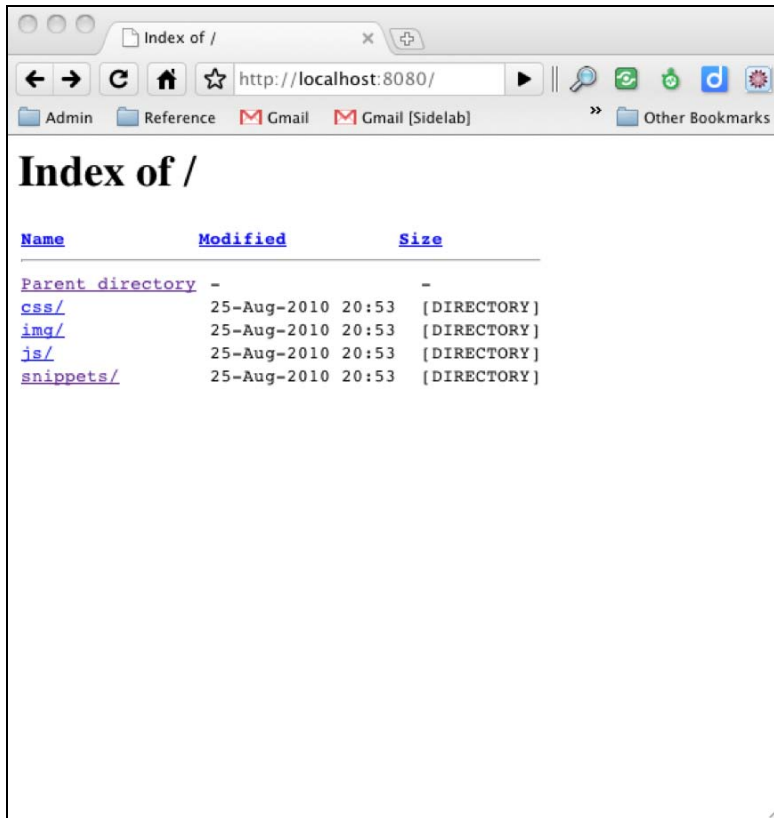 Index of /
http://localhost:8080/
Admin Reference Gmail Gmail [Sidelab] » Other Bookmarks
Index of /
Name Modified Size
Parent directory - -
css/ 25-Aug-2010 20:53 [DIRECTORY]
img/ 25-Aug-2010 20:53 [DIRECTORY]
js/ 25-Aug-2010 20:53 [DIRECTORY]
snippets/ 25-Aug-2010 20:53 [DIRECTORY]